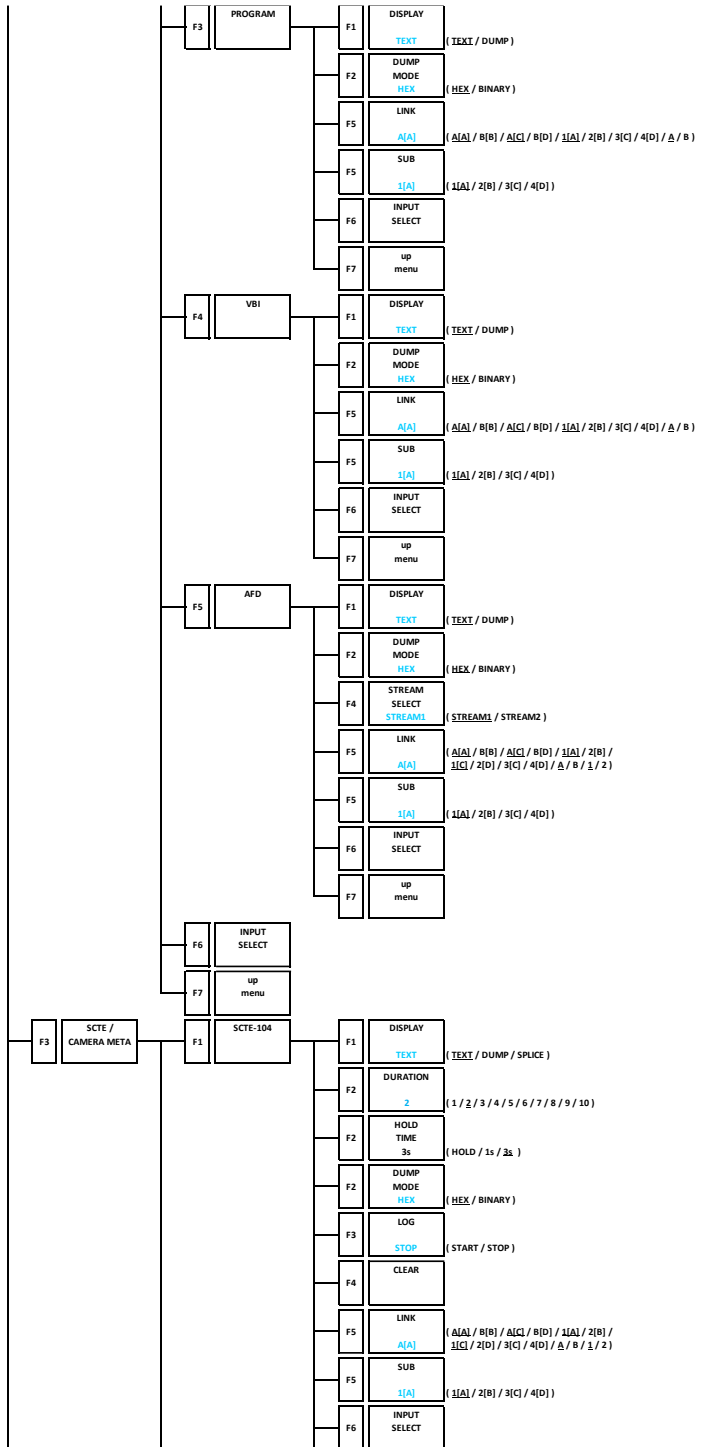 F3
PROGRAM
F1
DISPLAY
TEXT
( TEXT / DUMP )
F2
DUMP
MODE
HEX
( HEX / BINARY )
F5
LINK
A[A]
( A[A] / B[B] / A[C] / B[D] / 1[A] / 2[B] / 3[C] / 4[D] / A / B )
F5
SUB
1[A]
( 1[A] / 2[B] / 3[C] / 4[D] )
F6
INPUT
SELECT
F7
up
menu
F4
VBI
F1
DISPLAY
TEXT
( TEXT / DUMP )
F2
DUMP
MODE
HEX
( HEX / BINARY )
F5
LINK
A[A]
( A[A] / B[B] / A[C] / B[D] / 1[A] / 2[B] / 3[C] / 4[D] / A / B )
F5
SUB
1[A]
( 1[A] / 2[B] / 3[C] / 4[D] )
F6
INPUT
SELECT
F7
up
menu
F5
AFD
F1
DISPLAY
TEXT
( TEXT / DUMP )
F2
DUMP
MODE
HEX
( HEX / BINARY )
F4
STREAM
SELECT
STREAM1
( STREAM1 / STREAM2 )
F5
LINK
A[A]
( A[A] / B[B] / A[C] / B[D] / 1[A] / 2[B] /
1[C] / 2[D] / 3[C] / 4[D] / A / B / 1 / 2 )
F5
SUB
1[A]
( 1[A] / 2[B] / 3[C] / 4[D] )
F6
INPUT
SELECT
F7
up
menu
F6
INPUT
SELECT
F7
up
menu
F3
SCTE /
CAMERA META
F1
SCTE-104
F1
DISPLAY
TEXT
( TEXT / DUMP / SPLICE )
F2
DURATION
2
( 1 / 2 / 3 / 4 / 5 / 6 / 7 / 8 / 9 / 10 )
F2
HOLD
TIME
3s
( HOLD / 1s / 3s )
F2
DUMP
MODE
HEX
( HEX / BINARY )
F3
LOG
STOP
( START / STOP )
F4
CLEAR
F5
LINK
A[A]
( A[A] / B[B] / A[C] / B[D] / 1[A] / 2[B] /
1[C] / 2[D] / 3[C] / 4[D] / A / B / 1 / 2 )
F5
SUB
1[A]
( 1[A] / 2[B] / 3[C] / 4[D] )
F6
INPUT
SELECT